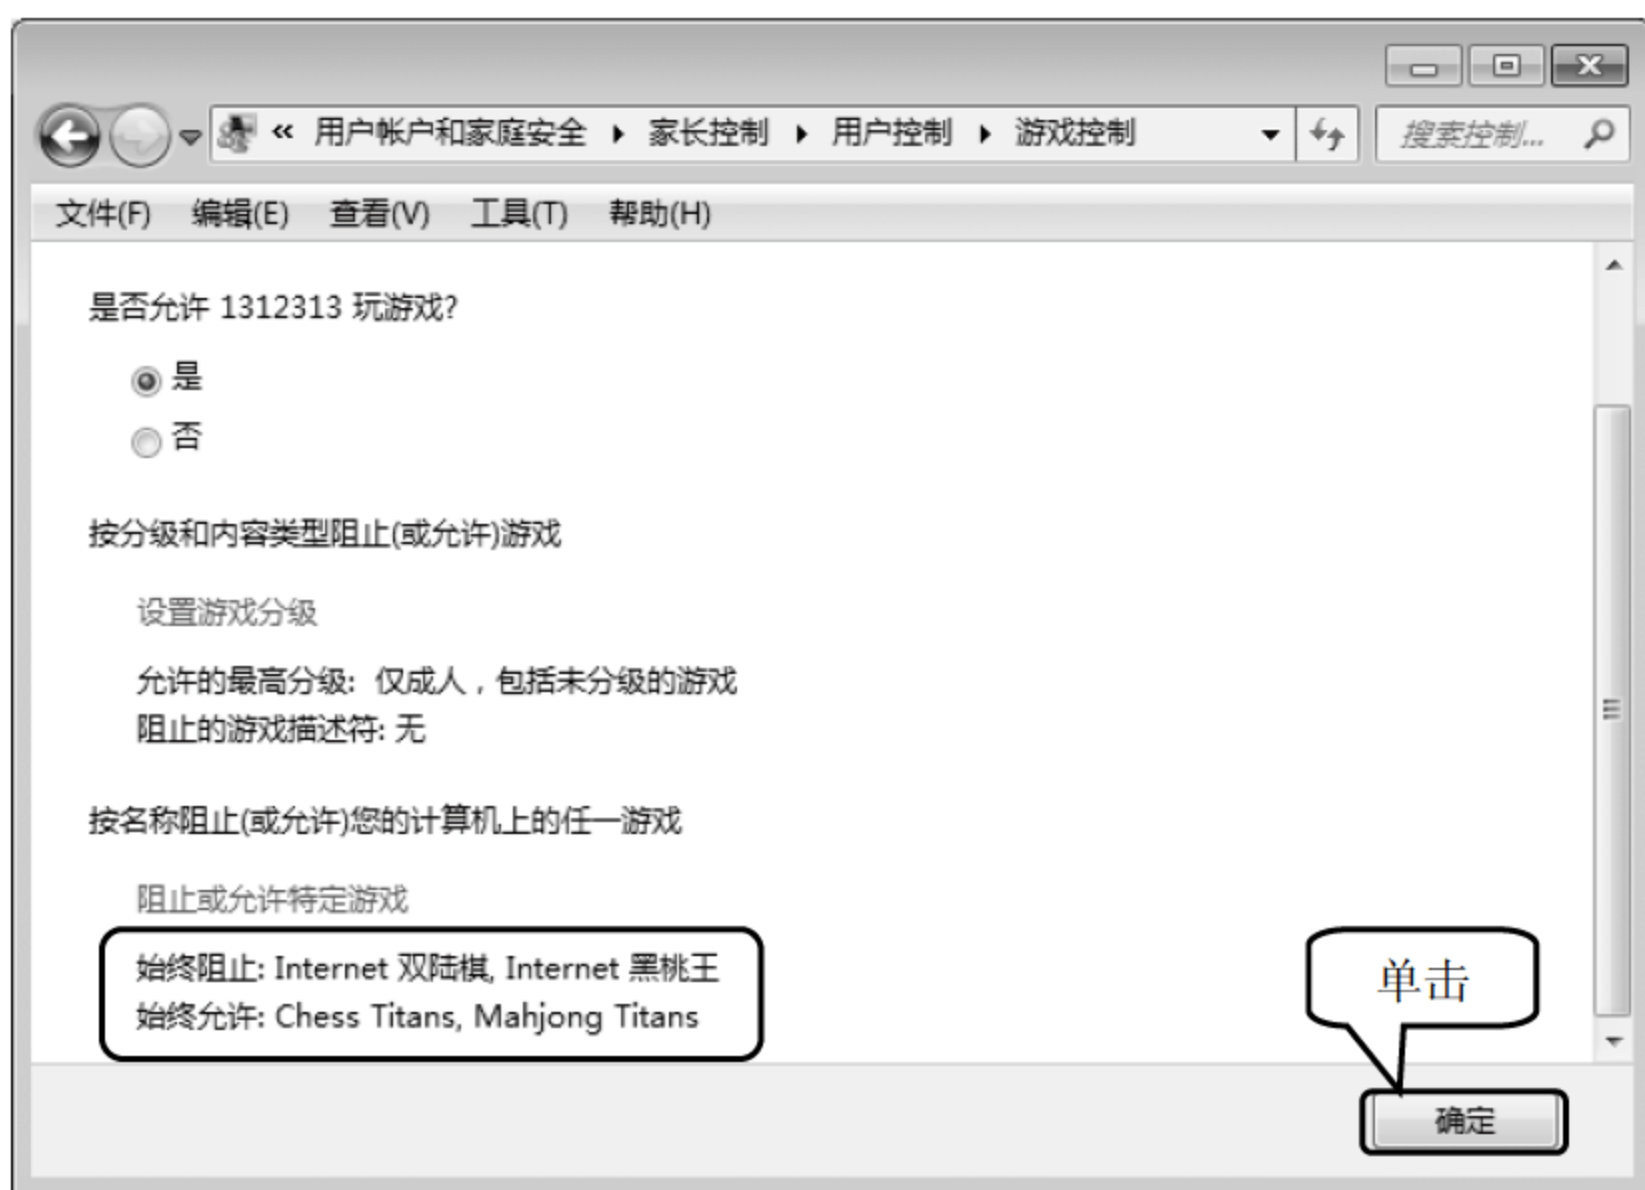 « 用户帐户和家庭安全 ▸ 家长控制 ▸ 用户控制 ▸ 游戏控制 搜索控制...
文件(F) 编辑(E) 查看(V) 工具(T) 帮助(H)
是否允许 1312313 玩游戏?
是
否
按分级和内容类型阻止(或允许)游戏
设置游戏分级
允许的最高分级: 仅成人，包括未分级的游戏
阻止的游戏描述符: 无
按名称阻止(或允许)您的计算机上的任一游戏
阻止或允许特定游戏
始终阻止: Internet 双陆棋, Internet 黑桃王
始终允许: Chess Titans, Mahjong Titans
单击
确定